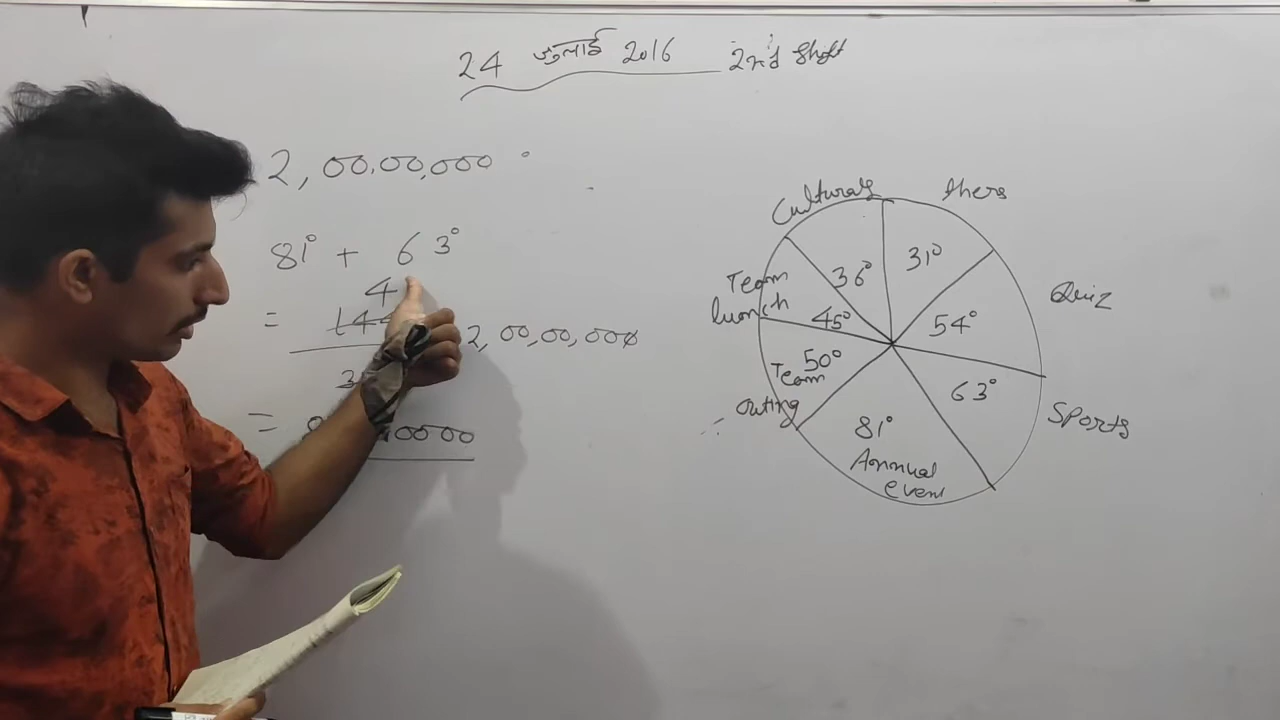 24 जुलाई 2016 2nd Shift
2,00,00,000
81° + 63°
4
= 144
2,00,00,000
=
0000
Culturals
thers
36°
31°
Team
lunch
45°
54°
Quiz
50°
Team
outing
63°
Sports
81°
Annual
event